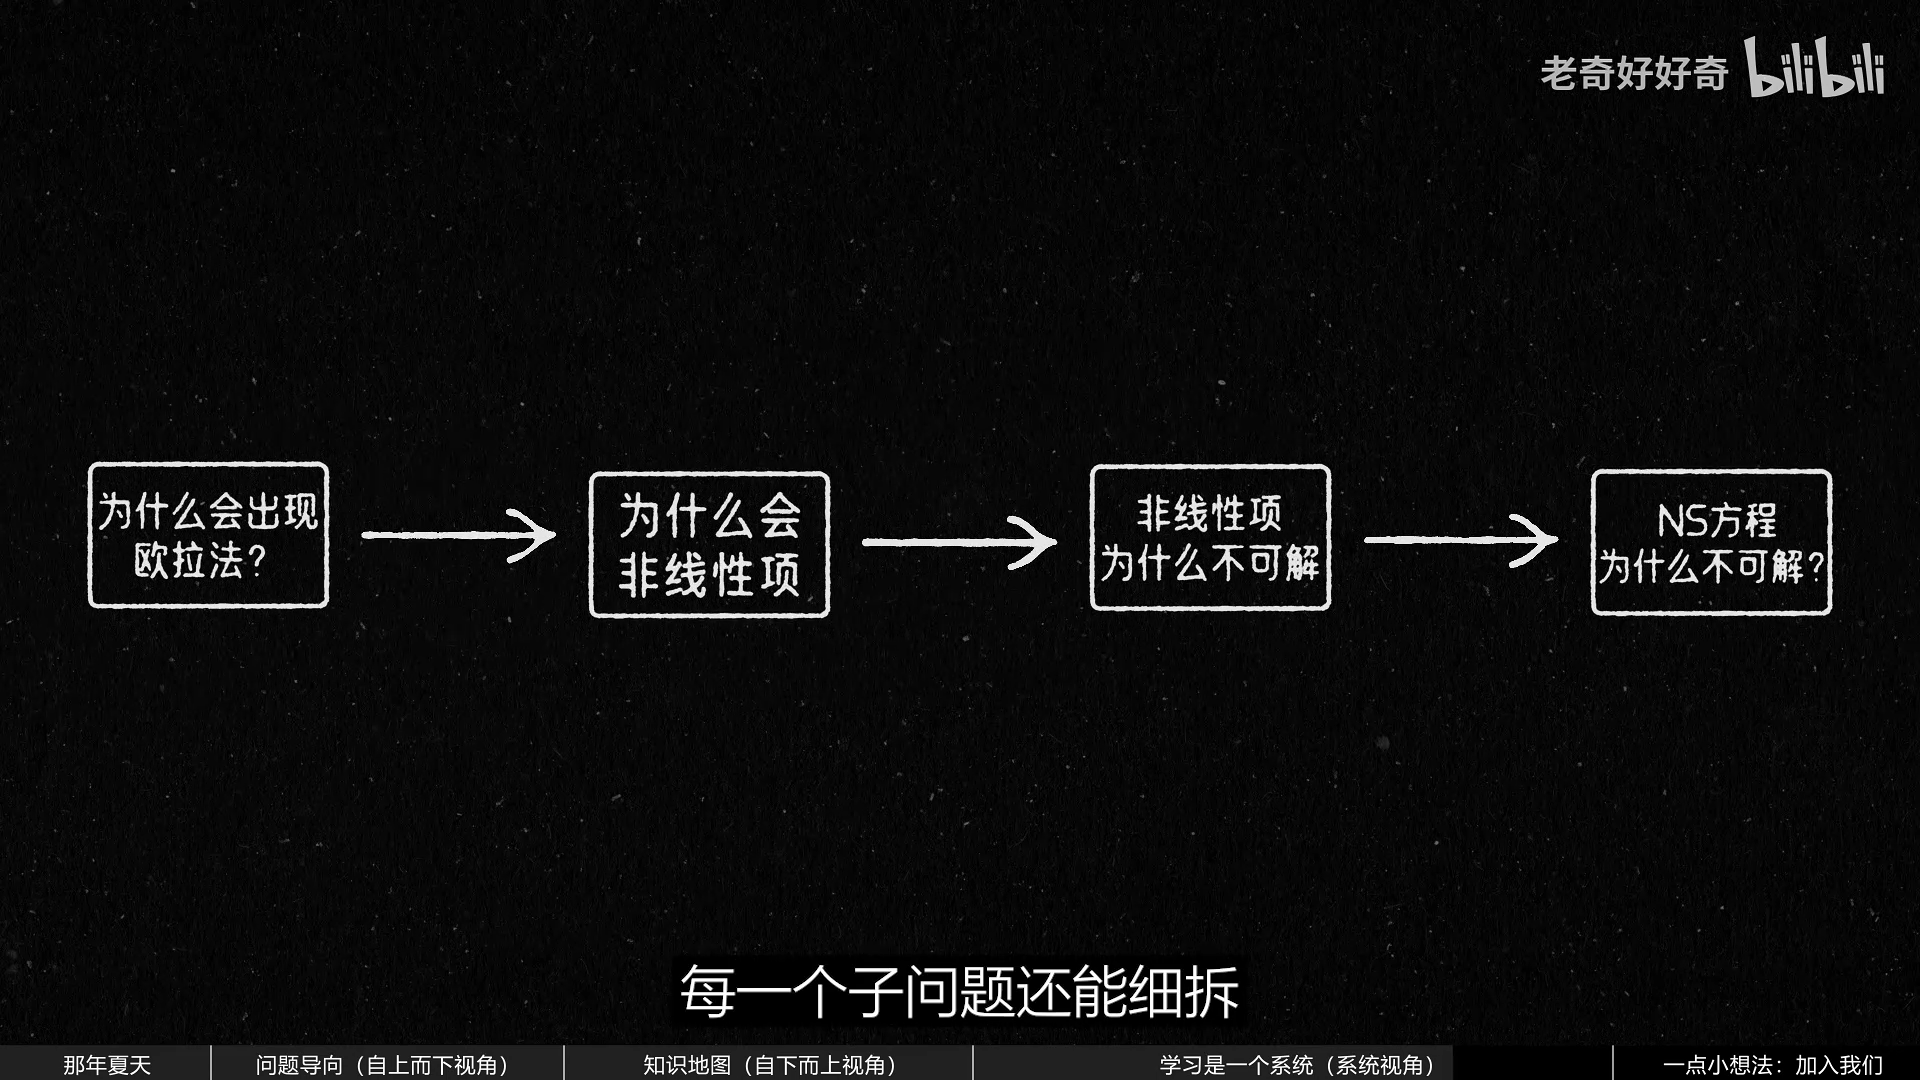 老奇好好奇 bilibili
为什么会出现
欧拉法?
为什么会
非线性项
非线性项
为什么不可解
NS方程
为什么不可解?
每一个子问题还能细拆
那年夏天
问题导向（自上而下视角）
知识地图（自下而上视角）
学习是一个系统（系统视角）
一点小想法：加入我们